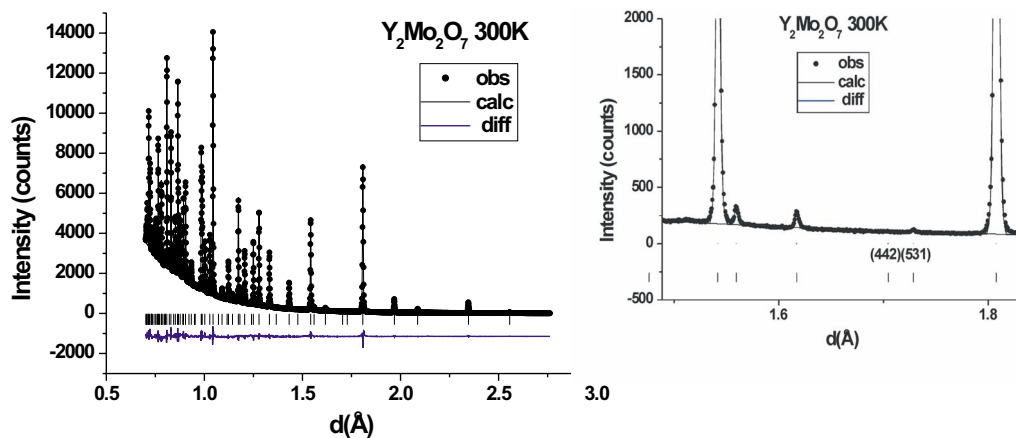 Y2Mo2O7 300K
obs
calc
diff
Intensity (counts)
14000
12000
10000
8000
6000
4000
2000
0
-2000
0.5
1.0
1.5
2.0
2.5
3.0
d(Å)
Y2Mo2O7 300K
obs
calc
diff
Intensity (counts)
2000
1500
1000
500
0
-500
(442)(531)
1.6
1.8
d(Å)